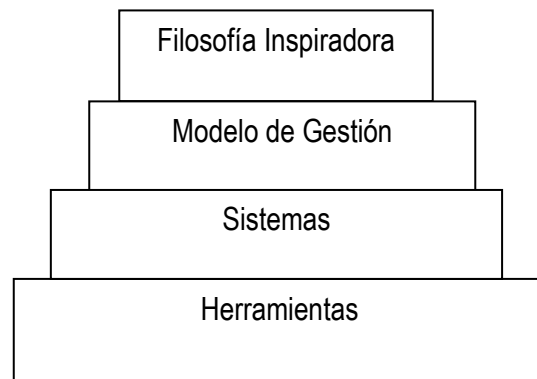 Filosofía Inspiradora
Modelo de Gestión
Sistemas
Herramientas